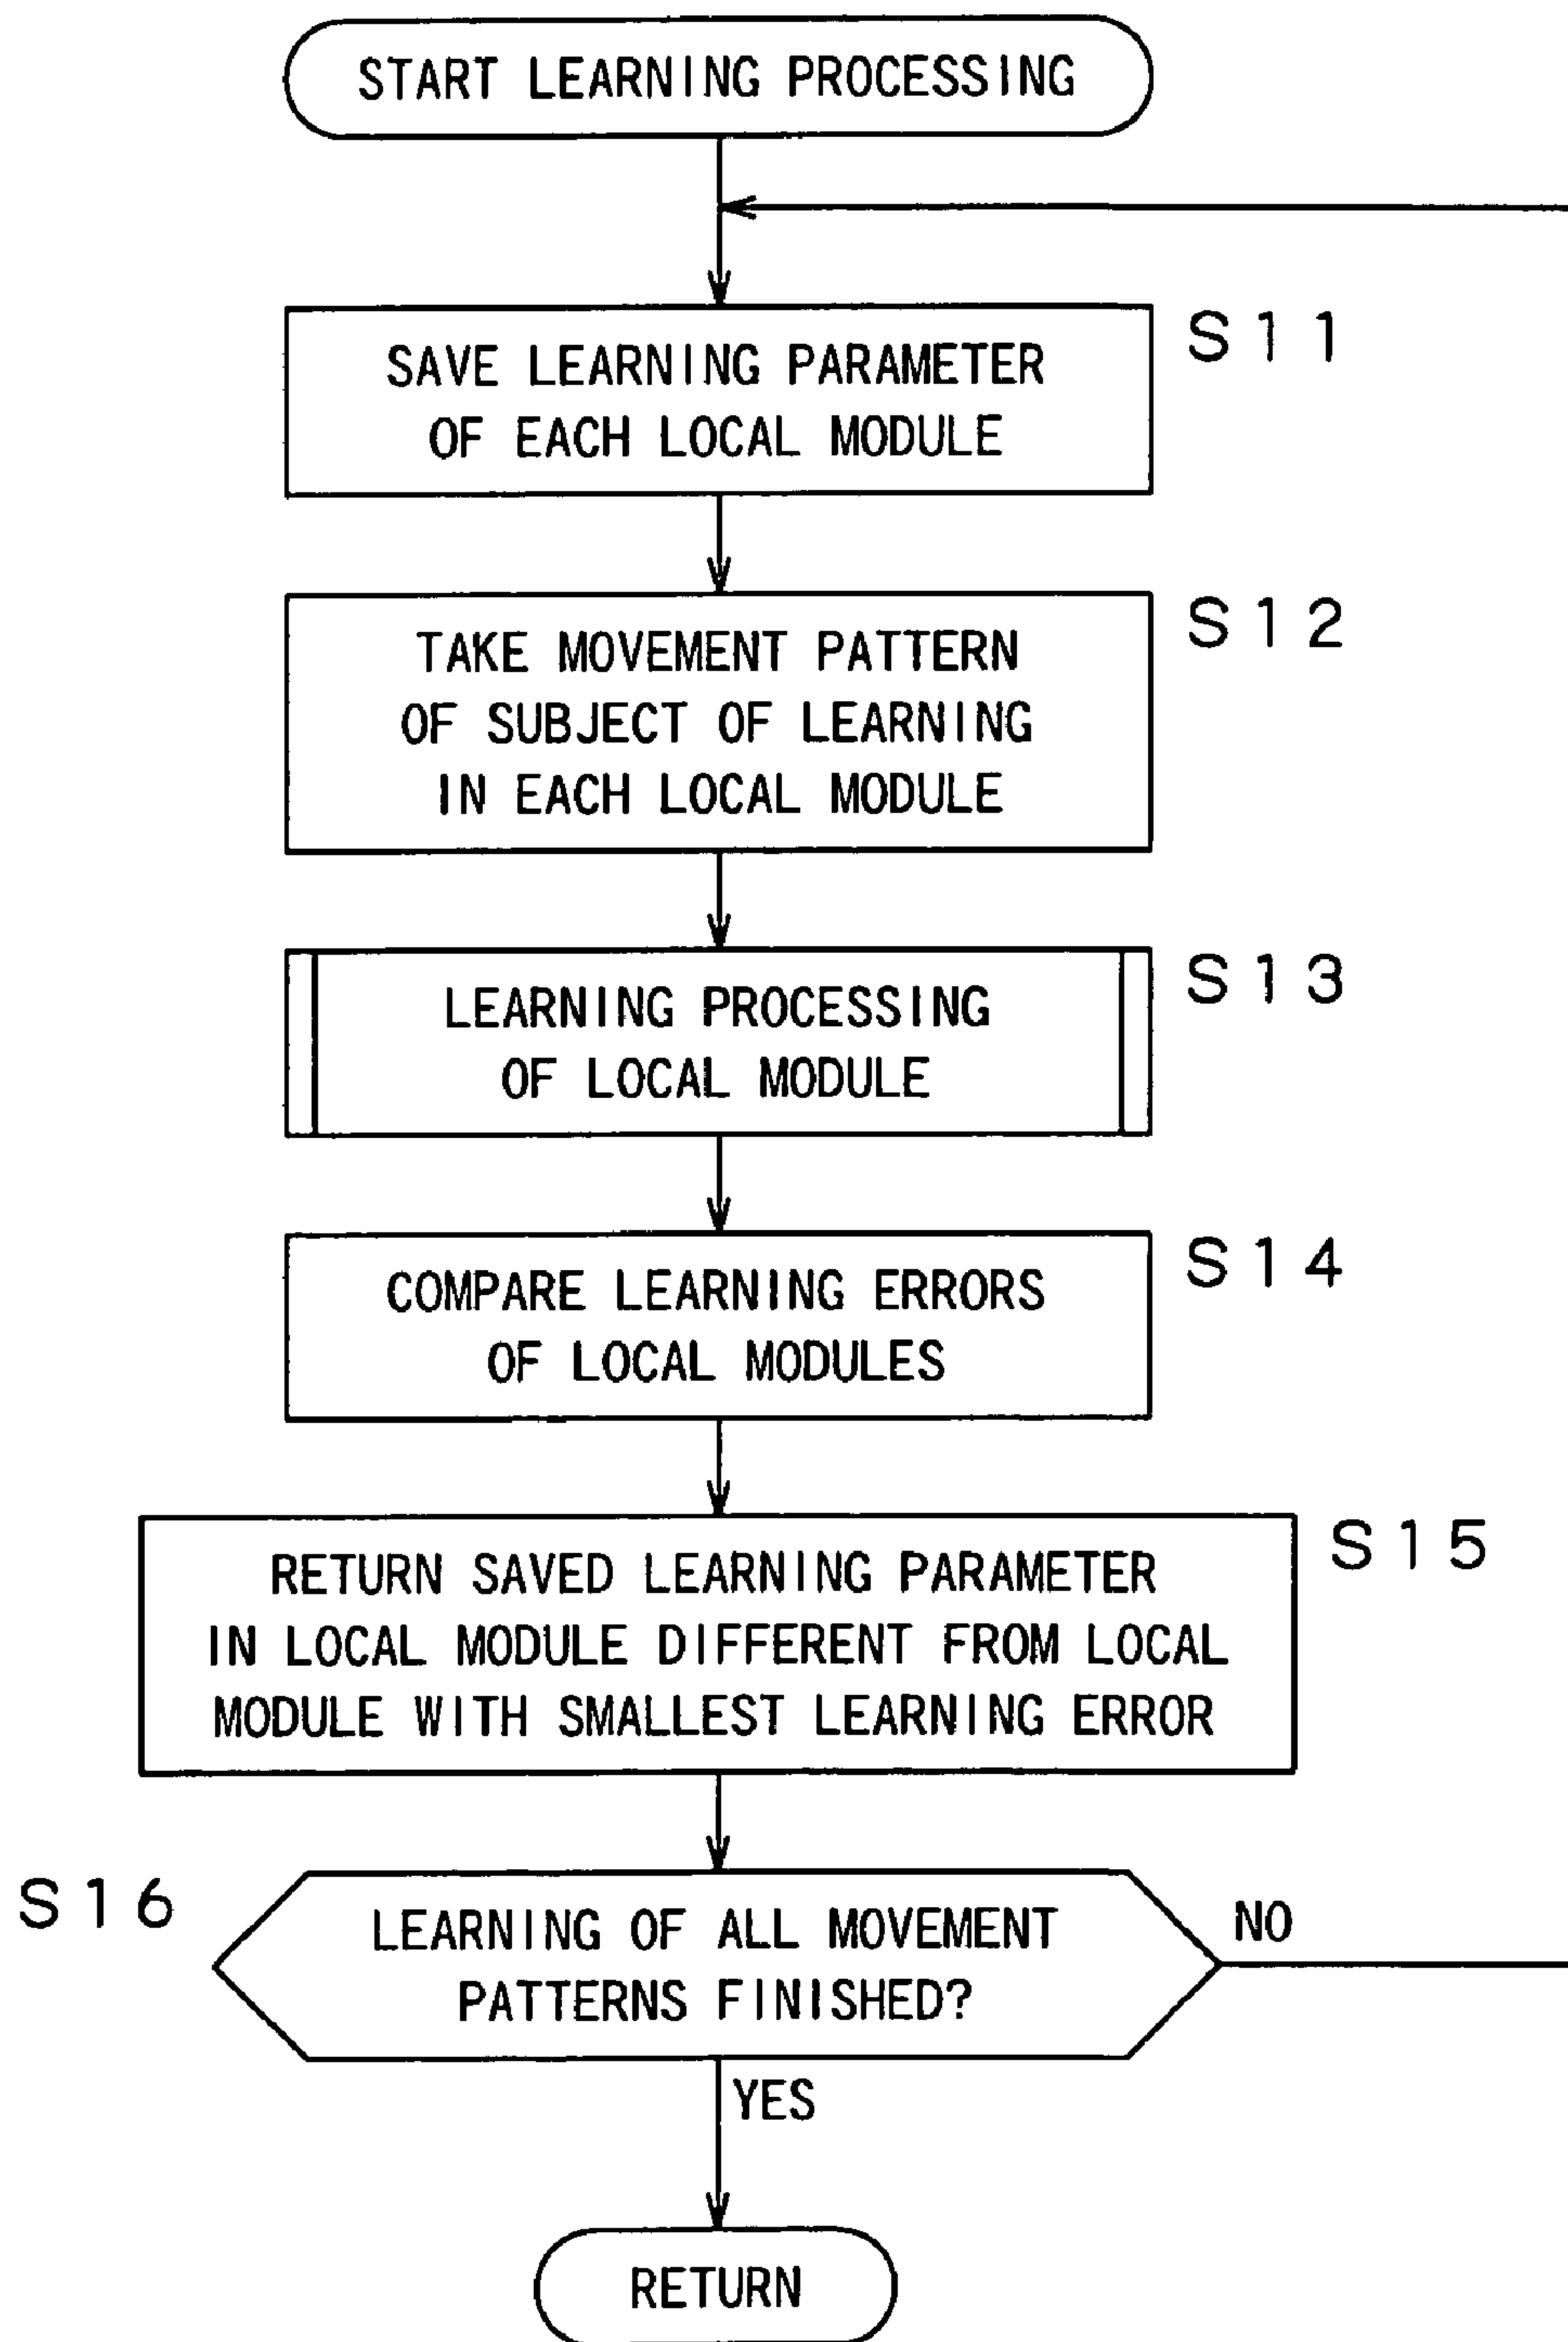 START LEARNING PROCESSING
SAVE LEARNING PARAMETER
OF EACH LOCAL MODULE
S11
TAKE MOVEMENT PATTERN
OF SUBJECT OF LEARNING
IN EACH LOCAL MODULE
S12
LEARNING PROCESSING
OF LOCAL MODULE
S13
COMPARE LEARNING ERRORS
OF LOCAL MODULES
S14
RETURN SAVED LEARNING PARAMETER
IN LOCAL MODULE DIFFERENT FROM LOCAL
MODULE WITH SMALLEST LEARNING ERROR
S15
S16
LEARNING OF ALL MOVEMENT
PATTERNS FINISHED?
NO
YES
RETURN